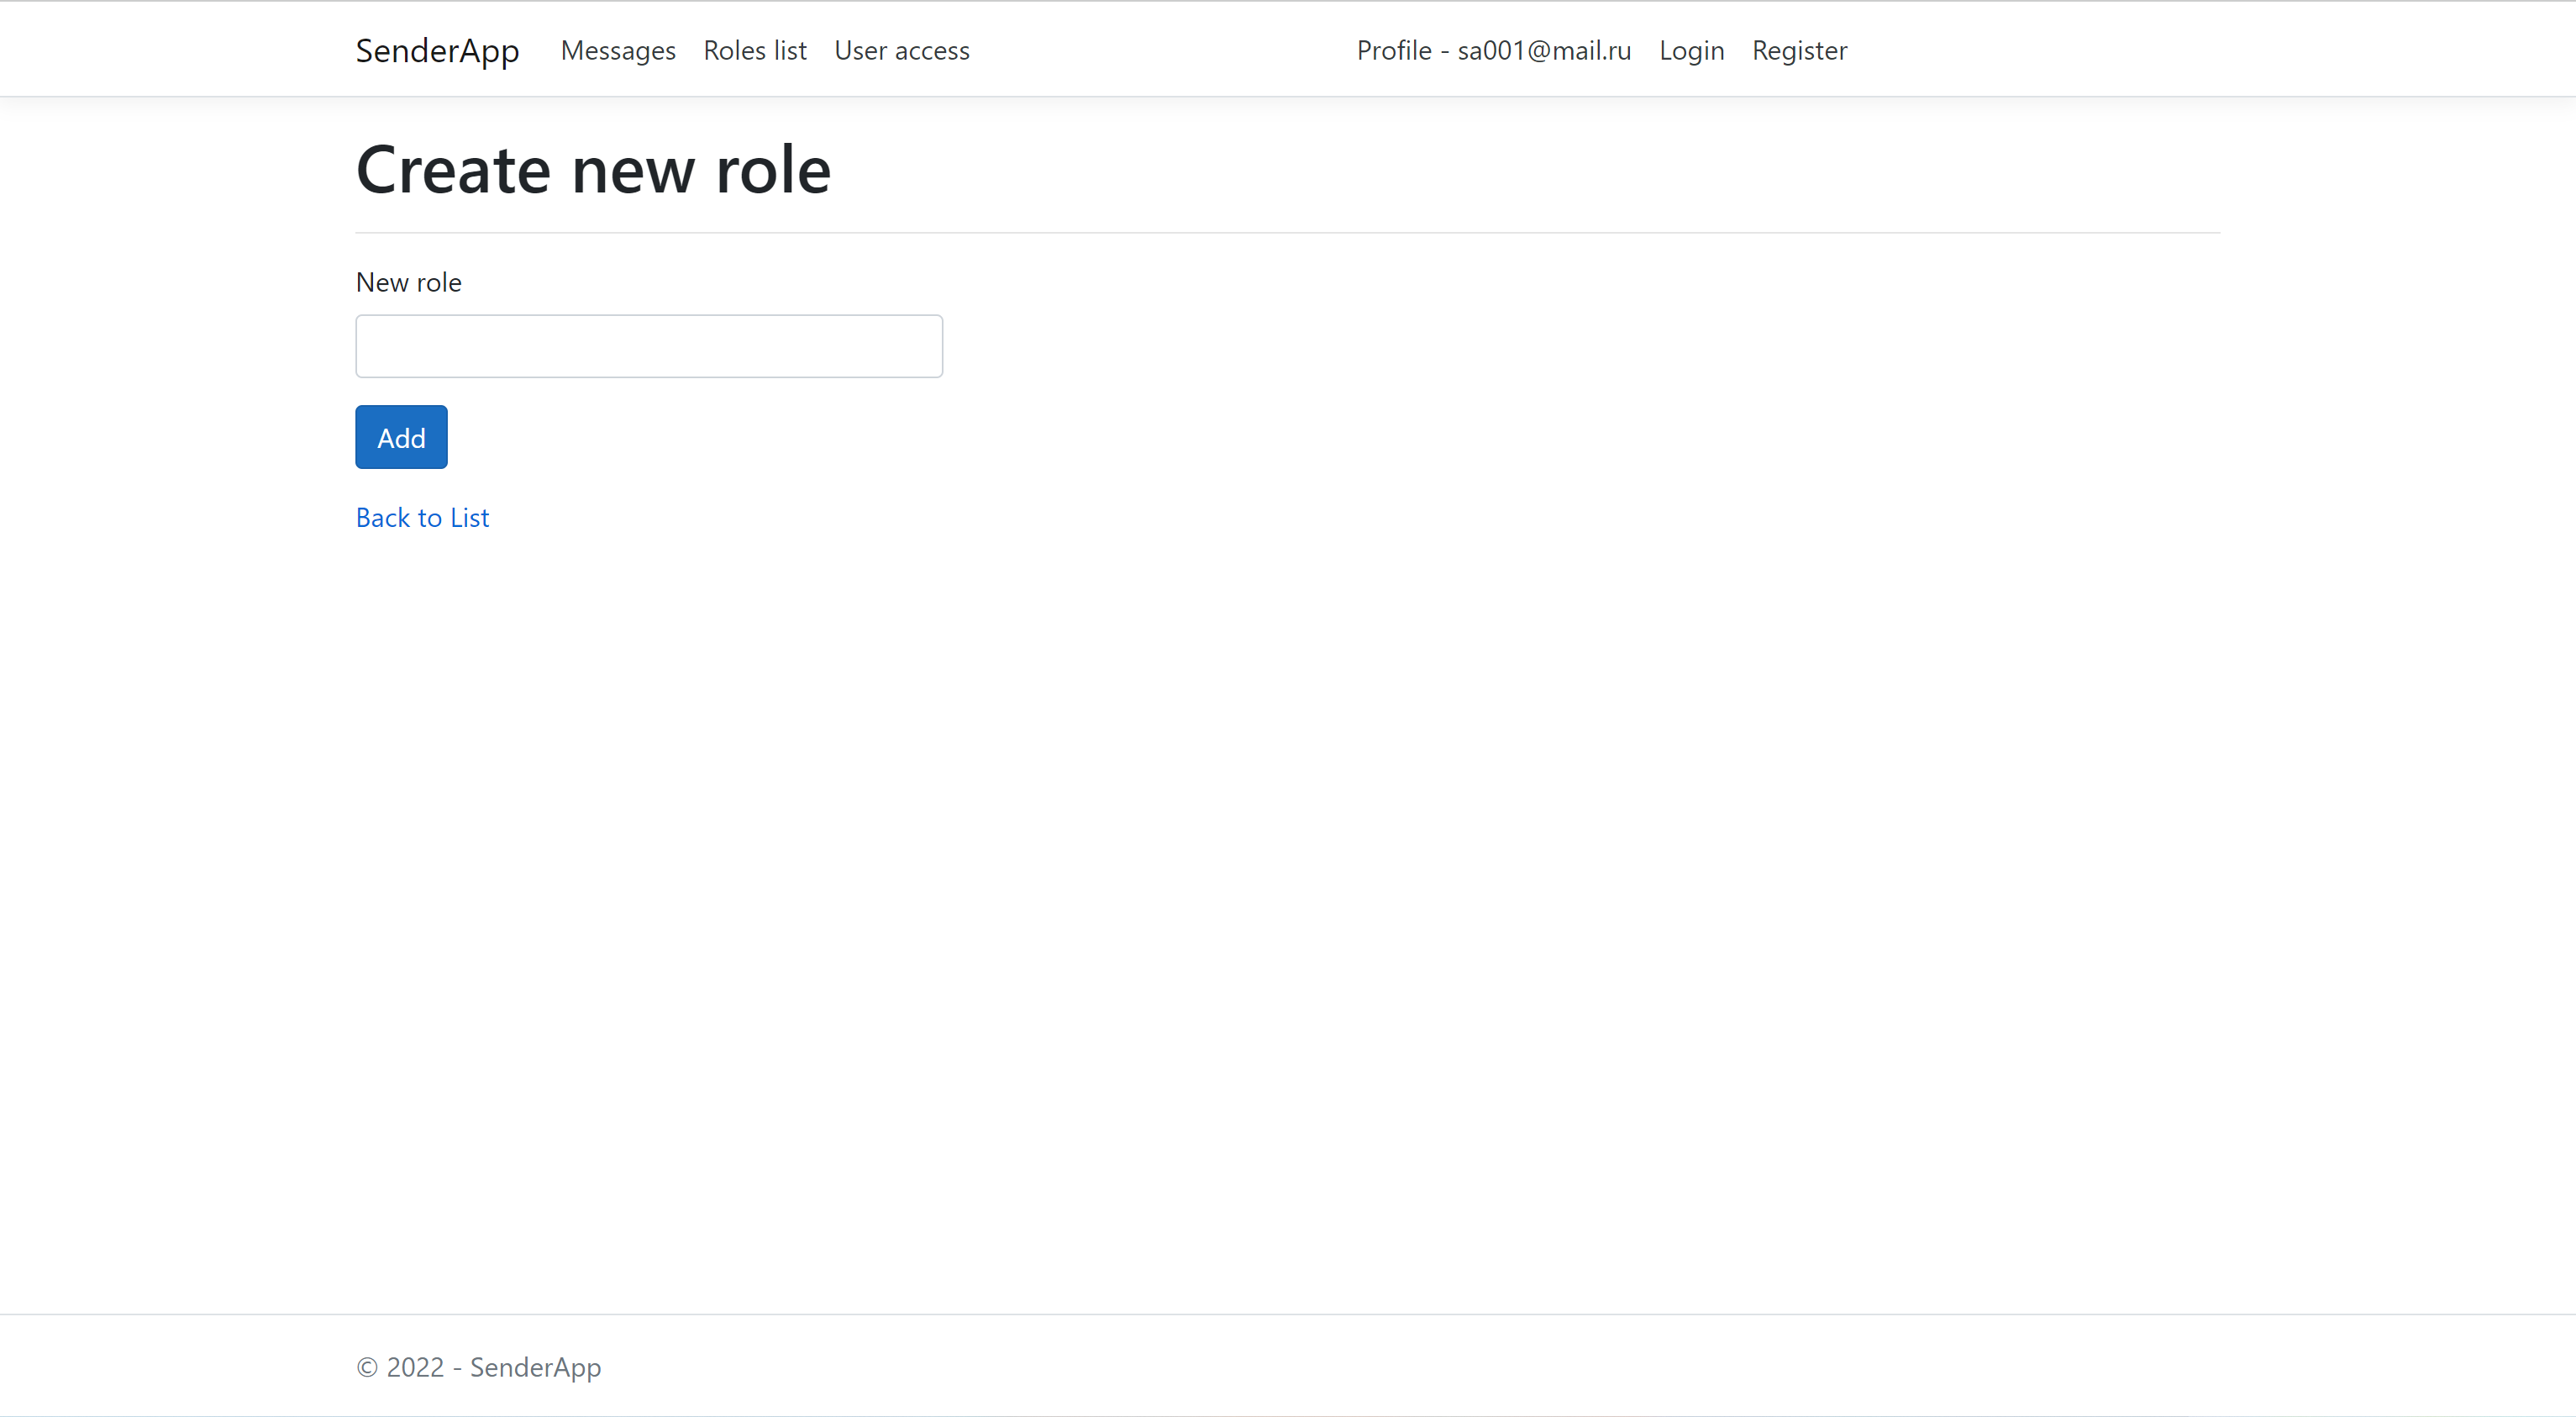 SenderApp Messages Roles list User access Profile - sa001@mail.ru Login Register
Create new role
New role
Add
Back to List
© 2022 - SenderApp